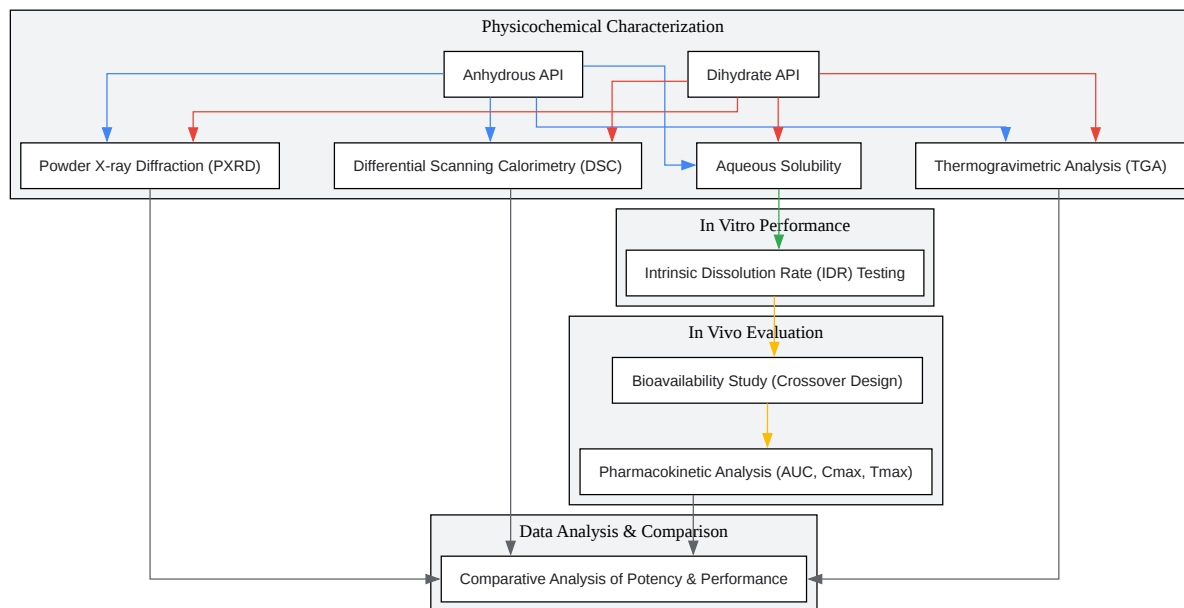 Physicochemical Characterization
Anhydrous API
Dihydrate API
Powder X-ray Diffraction (PXRD)
Differential Scanning Calorimetry (DSC)
Aqueous Solubility
Thermogravimetric Analysis (TGA)
In Vitro Performance
Intrinsic Dissolution Rate (IDR) Testing
In Vivo Evaluation
Bioavailability Study (Crossover Design)
Pharmacokinetic Analysis (AUC, Cmax, Tmax)
Data Analysis & Comparison
Comparative Analysis of Potency & Performance